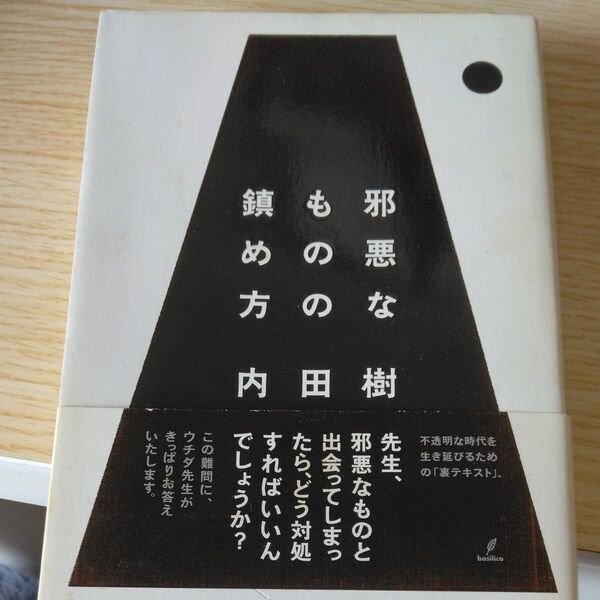 邪悪な
ものの
鎮め方
内田樹
不透明な時代を
生き延びるため
の「裏テキスト」。
先生、
邪悪なものと
出会ってしまっ
たら、どう対処
すればいいん
でしょうか?
この難問に、
ウチダ先生が
きっぱりお答え
いたします。
basilico